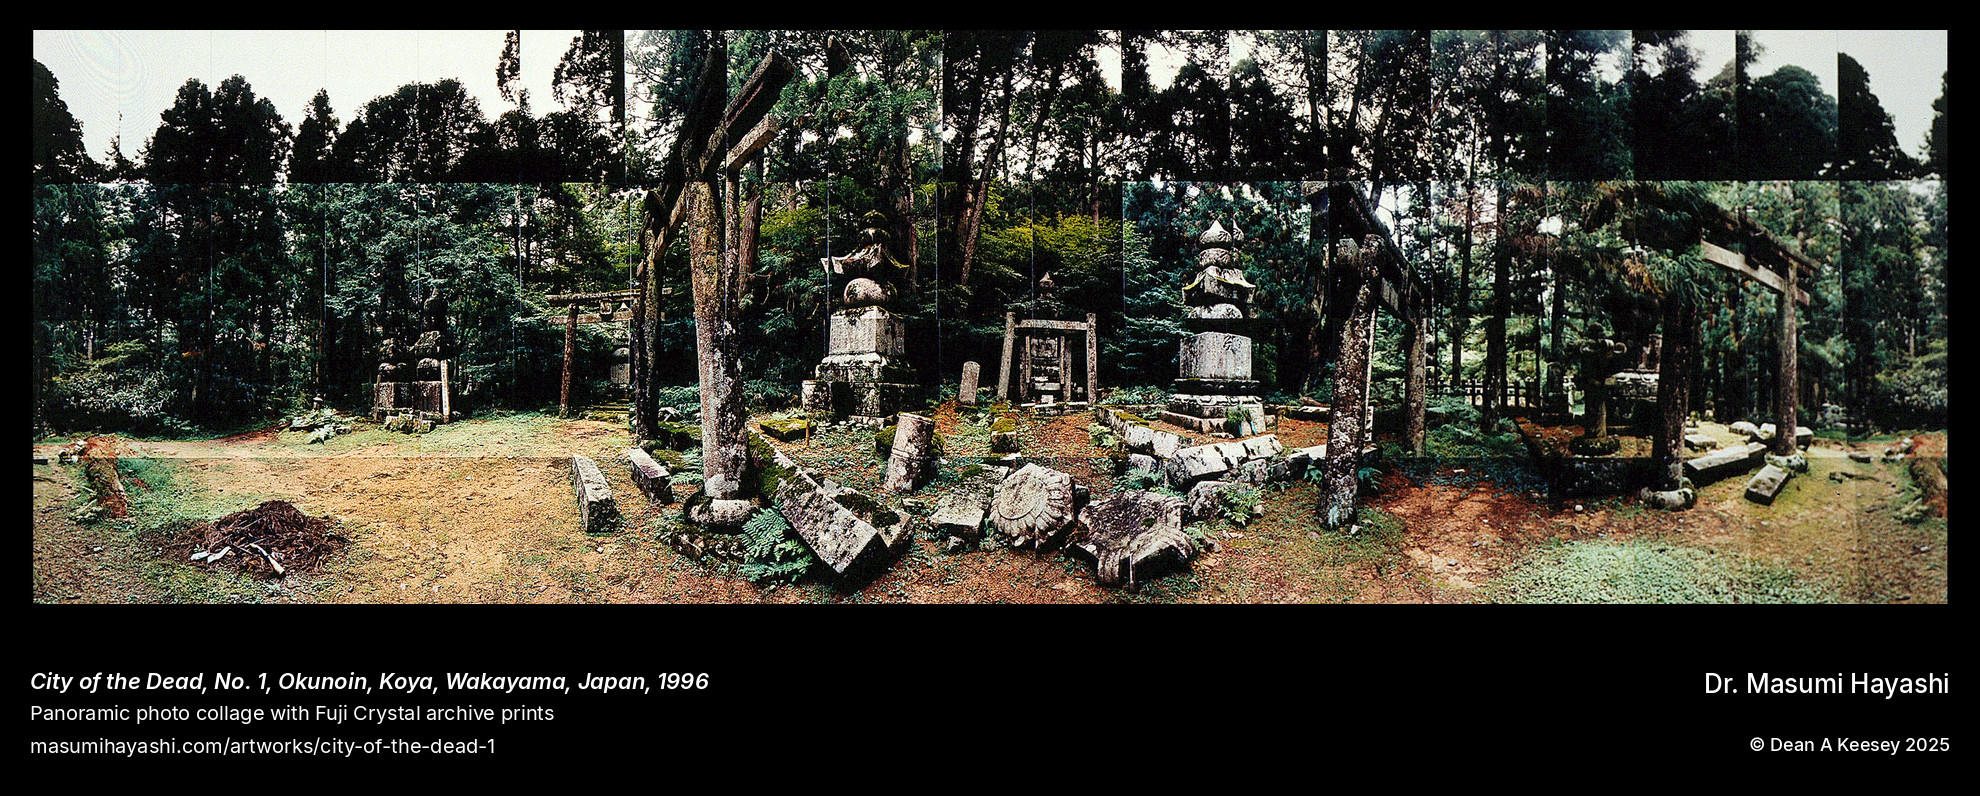 City of the Dead, No. 1, Okunoin, Koya, Wakayama, Japan, 1996
Panoramic photo collage with Fuji Crystal archive prints
masumihayashi.com/artworks/city-of-the-dead-1
Dr. Masumi Hayashi
© Dean A Keesey 2025